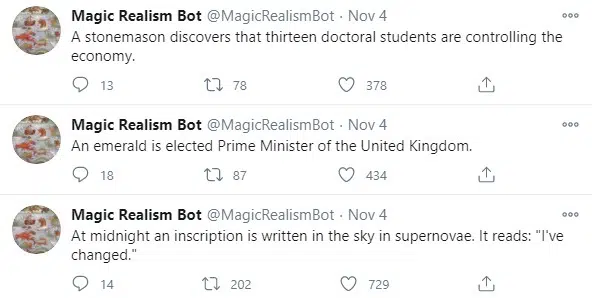 Magic Realism Bot @MagicRealismBot · Nov 4
A stonemason discovers that thirteen doctoral students are controlling the
economy.
13 78 378
Magic Realism Bot @MagicRealismBot · Nov 4
An emerald is elected Prime Minister of the United Kingdom.
18 87 434
Magic Realism Bot @MagicRealismBot · Nov 4
At midnight an inscription is written in the sky in supernovae. It reads: "I've
changed."
14 202 729